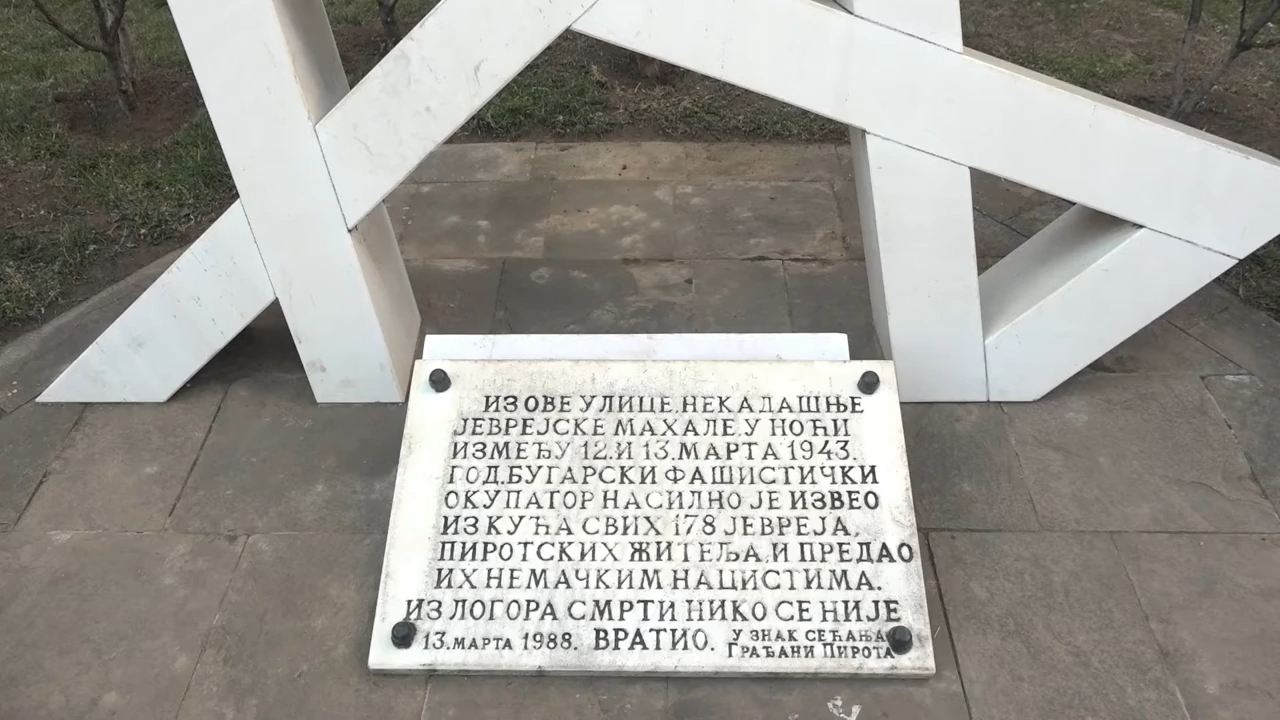 ИЗ ОВЕ УЛИЦЕ, НЕКАДАШЊЕ
ЈЕВРЕЈСКЕ МАХАЛЕ, У НОЋИ
ИЗМЕЂУ 12. И 13. МАРТА 1943.
ГОД. БУГАРСКИ ФАШИСТИЧКИ
ОКУПАТОР НАСИЛНО ЈЕ ИЗВЕО
ИЗ КУЋА СВИХ 178 ЈЕВРЕЈА,
ПИРОТСКИХ ЖИТЕЉА, И ПРЕДАО
ИХ НЕМАЧКИМ НАЦИСТИМА.
ИЗ ЛОГОРА СМРТИ НИКО СЕ НИЈЕ
ВРАТИО.
13. МАРТА 1988.
У ЗНАК СЕЋАЊА
ГРАЂАНИ ПИРОТА